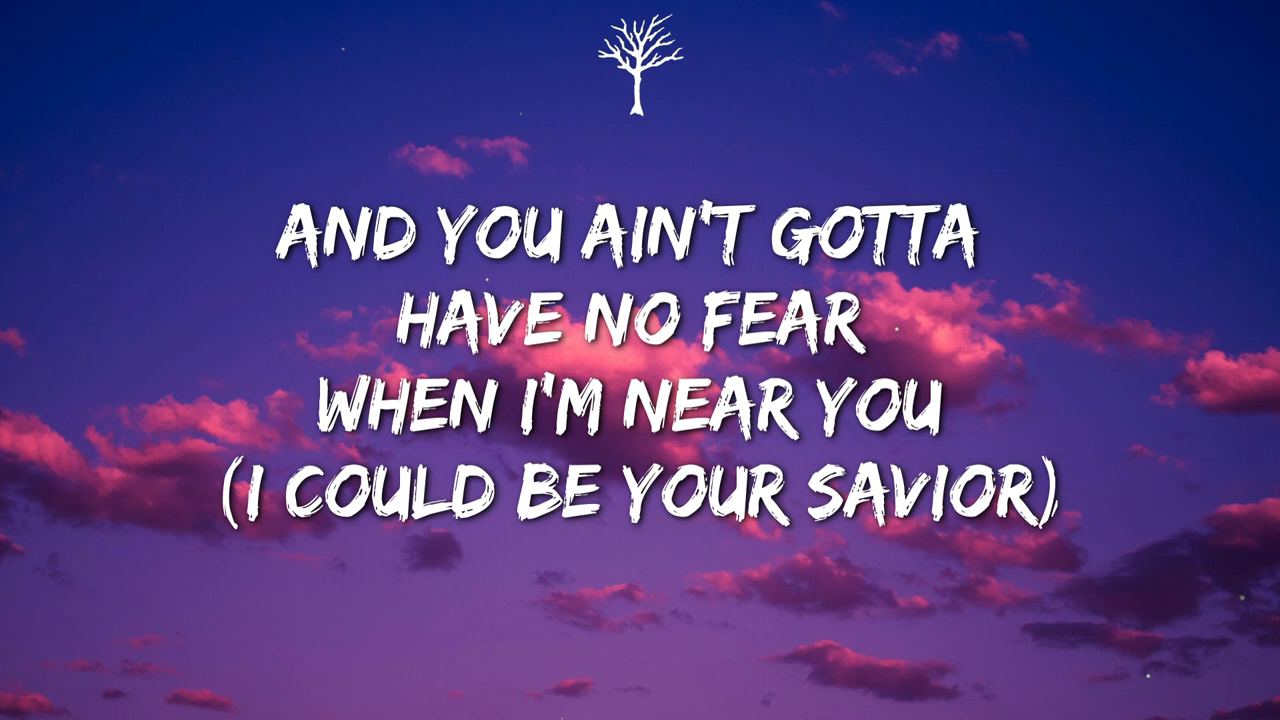 AND YOU AIN'T GOTTA
HAVE NO FEAR
WHEN I'M NEAR YOU
(I COULD BE YOUR SAVIOR)